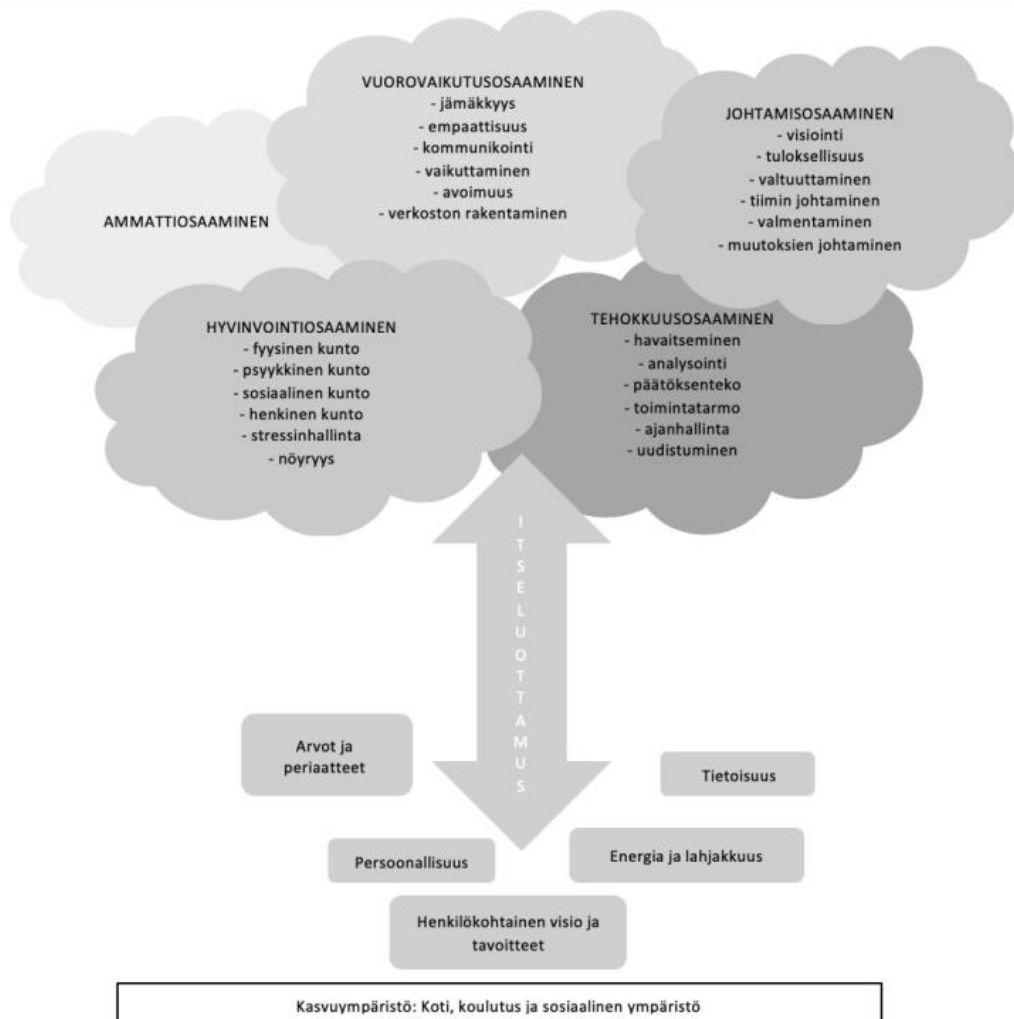 VUOROVAIKUTUSOSAAMINEN
- jämäkkyys
- empaattisuus
- kommunikointi
- vaikuttaminen
- avoimuus
- verkoston rakentaminen
JOHTAMISOSAAMINEN
- visiointi
- tuloksellisuus
- valtuuttaminen
- tiimin johtaminen
- valmentaminen
- muutoksien johtaminen
AMMATTIOSAAMINEN
HYVINVOINTIOSAAMINEN
- fyysinen kunto
- psyykkinen kunto
- sosiaalinen kunto
- henkinen kunto
- stressinhallinta
- nöyryys
TEHOKKUUSOSAAMINEN
- havaitseminen
- analysointi
- päätöksenteko
- toimintatarmo
- ajanhallinta
- uudistuminen
ITSELUOTTAMUS
Arvot ja
periaatteet
Tietoisuus
Persoonallisuus
Energia ja lahjakkuus
Henkilökohtainen visio ja
tavoitteet
Kasvuympäristö: Koti, koulutus ja sosiaalinen ympäristö